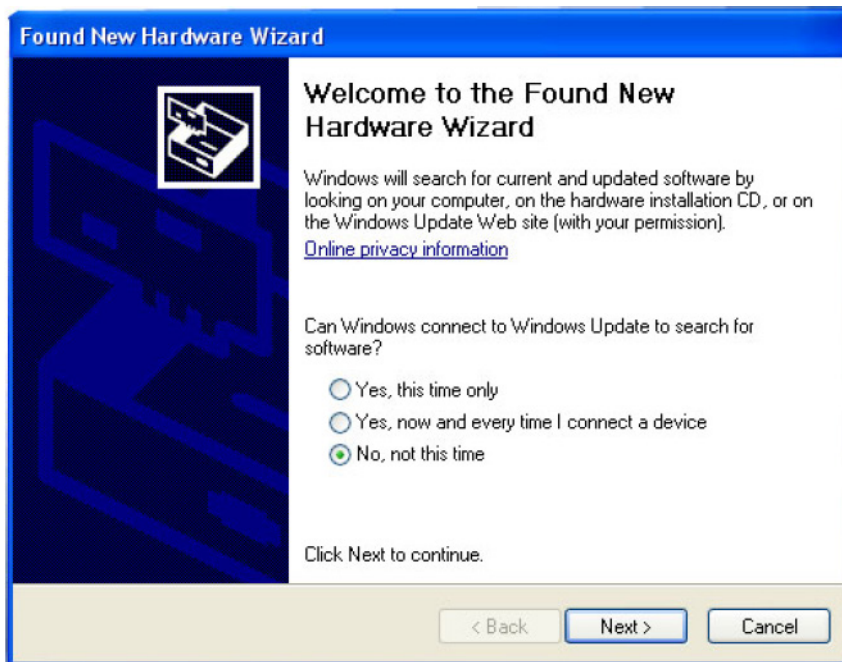 Found New Hardware Wizard
Welcome to the Found New
Hardware Wizard
Windows will search for current and updated software by
looking on your computer, on the hardware installation CD, or on
the Windows Update Web site (with your permission).
Online privacy information
Can Windows connect to Windows Update to search for
software?
Yes, this time only
Yes, now and every time I connect a device
No, not this time
Click Next to continue.
< Back
Next >
Cancel